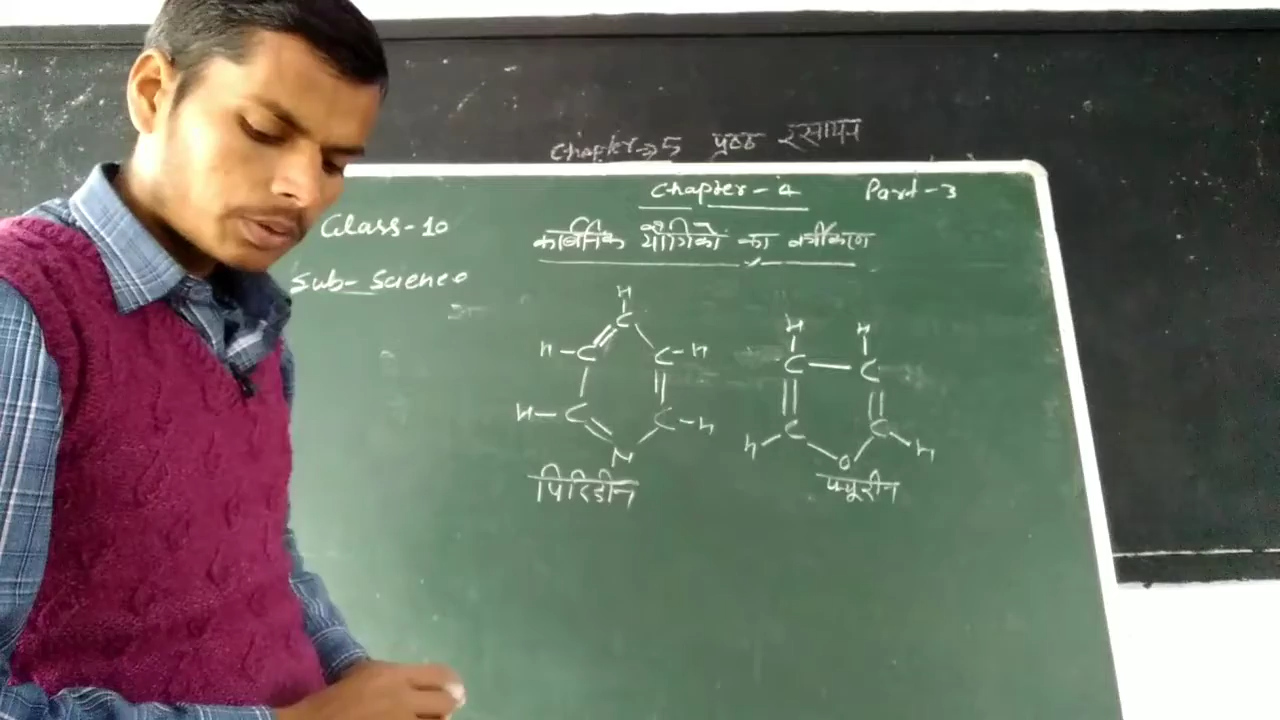 Chapter→5 पृष्ठ रसायन
Chapter-4 Part-3
Class-10
कार्बनिक यौगिकों का वर्गीकरण
Sub-Science
H
C
H-C C-H
H-C C-H
N
पिरिडीन
H H
C—C
C C
H H
O
फ्यूरीन